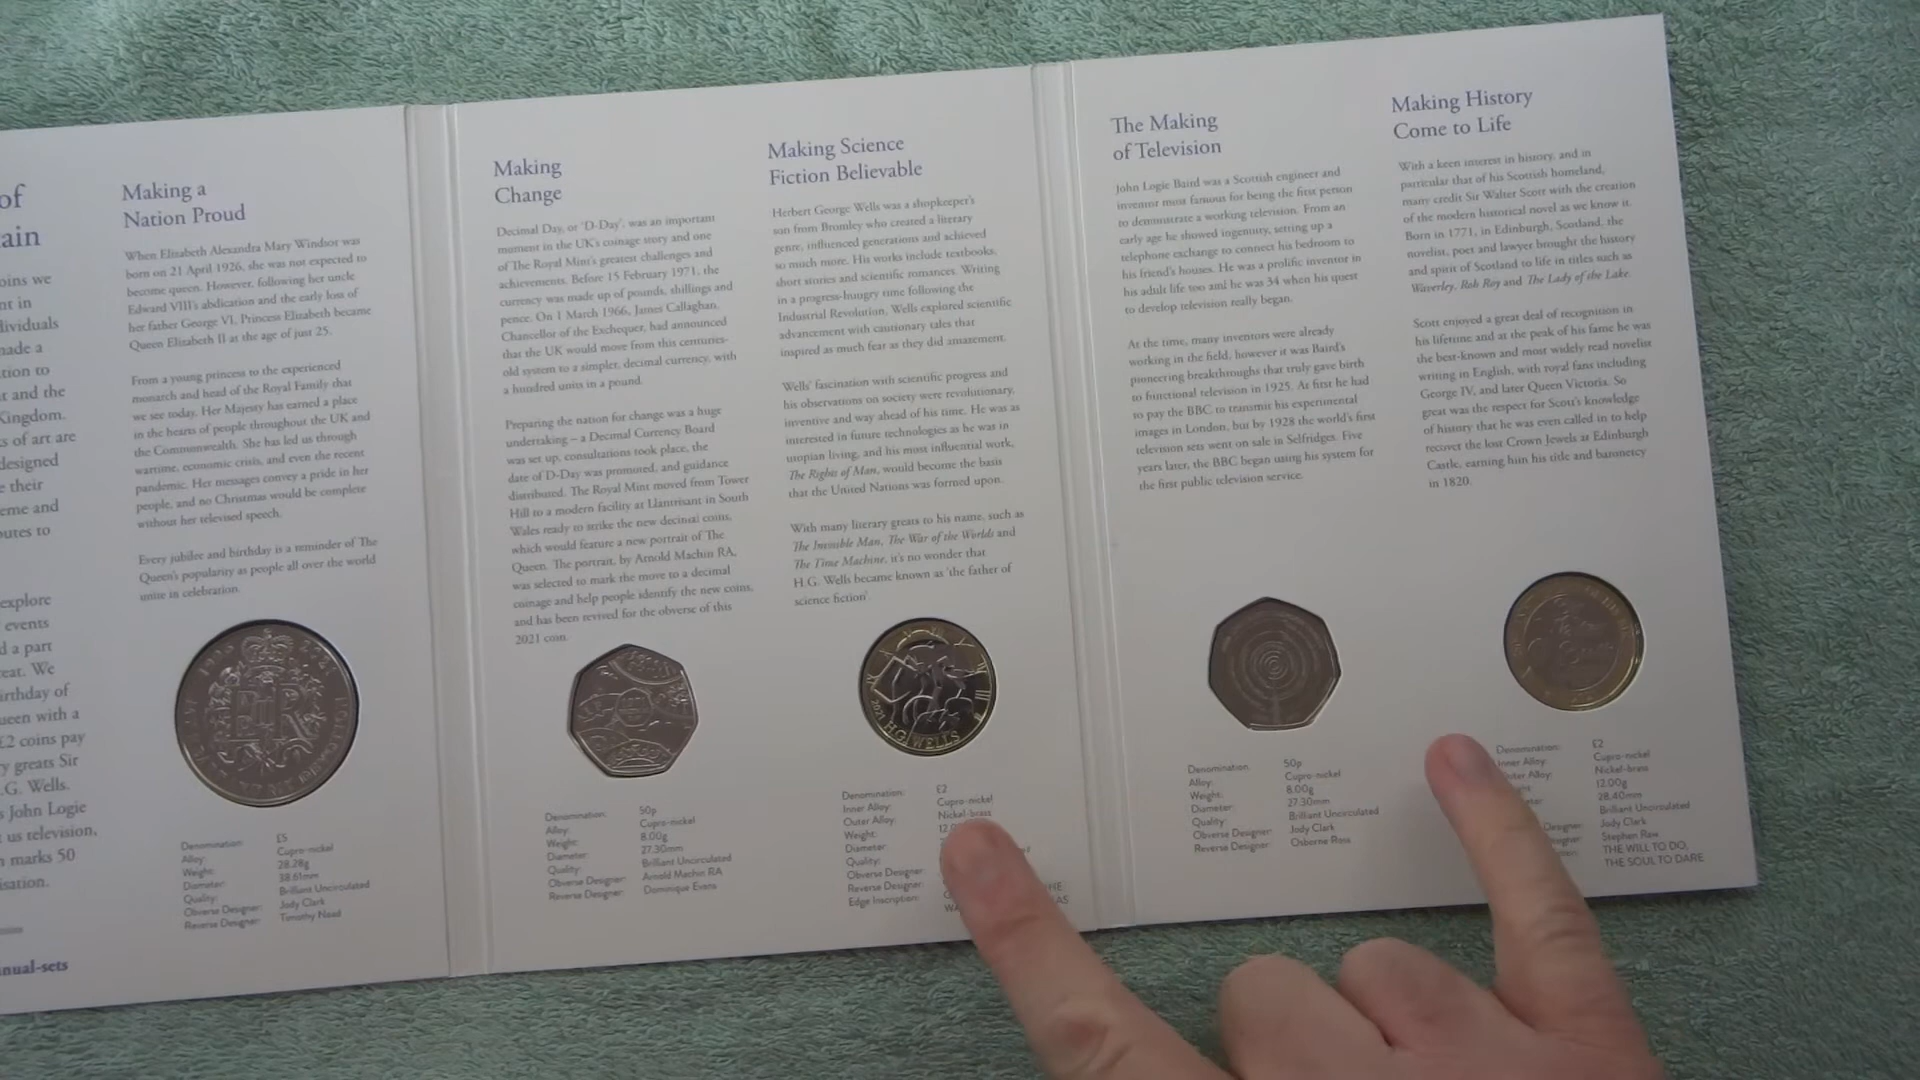 of
ain
oins we
nt in
dividuals
made a
tion to
t and the
Kingdom.
s of art are
designed
e their
eme and
butes to
explore
events
d a part
reat. We
irthday of
ueen with a
£2 coins pay
y greats Sir
.G. Wells.
s John Logie
us television,
n marks 50
isation.
nual-sets
Making a
Nation Proud
When Elizabeth Alexandra Mary Windsor was
born on 21 April 1926, she was not expected to
become queen. However, following her uncle
Edward VIII's abdication and the early loss of
her father George VI, Princess Elizabeth became
Queen Elizabeth II at the age of just 25.
From a young princess to the experienced
monarch and head of the Royal Family that
we see today, Her Majesty has earned a place
in the hearts of people throughout the UK and
the Commonwealth. She has led us through
wartime, economic crisis, and even the recent
pandemic. Her messages convey a pride in her
people, and no Christmas would be complete
without her televised speech.
Every jubilee and birthday is a reminder of The
Queen's popularity as people all over the world
unite in celebration.
Denomination: £5
Alloy: Cupro-nickel
Weight: 28.28g
Diameter: 38.61mm
Quality: Brilliant Uncirculated
Obverse Designer: Jody Clark
Reverse Designer: Timothy Noad
Making
Change
Decimal Day, or 'D-Day', was an important
moment in the UK's coinage story and one
of The Royal Mint's greatest challenges and
achievements. Before 15 February 1971, the
currency was made up of pounds, shillings and
pence. On 1 March 1966, James Callaghan,
Chancellor of the Exchequer, had announced
that the UK would move from this centuries-
old system to a simpler, decimal currency, with
a hundred units in a pound.
Preparing the nation for change was a huge
undertaking – a Decimal Currency Board
was set up, consultations took place, the
date of D-Day was promoted, and guidance
distributed. The Royal Mint moved from Tower
Hill to a modern facility at Llantrisant in South
Wales ready to strike the new decimal coins,
which would feature a new portrait of The
Queen. The portrait, by Arnold Machin RA,
was selected to mark the move to a decimal
coinage and help people identify the new coins,
and has been revived for the obverse of this
2021 coin.
Denomination: 50p
Alloy: Cupro-nickel
Weight: 8.00g
Diameter: 27.30mm
Quality: Brilliant Uncirculated
Obverse Designer: Arnold Machin RA
Reverse Designer: Dominique Evans
Making Science
Fiction Believable
Herbert George Wells was a shopkeeper's
son from Bromley who created a literary
genre, influenced generations and achieved
so much more. His works include textbooks,
short stories and scientific romances. Writing
in a progress-hungry time following the
Industrial Revolution, Wells explored scientific
advancement with cautionary tales that
inspired as much fear as they did amazement.
Wells' fascination with scientific progress and
his observations on society were revolutionary,
inventive and way ahead of his time. He was as
interested in future technologies as he was in
utopian living, and his most influential work,
The Rights of Man, would become the basis
that the United Nations was formed upon.
With many literary greats to his name, such as
The Invisible Man, The War of the Worlds and
The Time Machine, it's no wonder that
H.G. Wells became known as 'the father of
science fiction'
2021 H G WELLS
Denomination: £2
Inner Alloy: Cupro-nickel
Outer Alloy: Nickel-brass
Weight: 12.0
Diameter:
Quality:
Obverse Designer:
Reverse Designer:
Edge Inscription:
The Making
of Television
John Logie Baird was a Scottish engineer and
inventor most famous for being the first person
to demonstrate a working television. From an
early age he showed ingenuity, setting up a
telephone exchange to connect his bedroom to
his friend's houses. He was a prolific inventor in
his adult life too and he was 34 when his quest
to develop television really began.
At the time, many inventors were already
working in the field, however it was Baird's
pioneering breakthroughs that truly gave birth
to functional television in 1925. At first he had
to pay the BBC to transmit his experimental
images in London, but by 1928 the world's first
television sets went on sale in Selfridges. Five
years later, the BBC began using his system for
the first public television service.
Denomination: 50p
Alloy: Cupro-nickel
Weight: 8.00g
Diameter: 27.30mm
Quality: Brilliant Uncirculated
Obverse Designer: Jody Clark
Reverse Designer: Osborne Ross
Making History
Come to Life
With a keen interest in history, and in
particular that of his Scottish homeland,
many credit Sir Walter Scott with the creation
of the modern historical novel as we know it.
Born in 1771, in Edinburgh, Scotland, the
novelist, poet and lawyer brought the history
and spirit of Scotland to life in titles such as
Waverley, Rob Roy and The Lady of the Lake.
Scott enjoyed a great deal of recognition in
his lifetime and at the peak of his fame he was
the best-known and most widely read novelist
writing in English, with royal fans including
George IV, and later Queen Victoria. So
great was the respect for Scott's knowledge
of history that he was even called in to help
recover the lost Crown Jewels at Edinburgh
Castle, earning him his title and baronetcy
in 1820.
Denomination: £2
Inner Alloy: Cupro-nickel
Outer Alloy: Nickel-brass
12.00g
28.40mm
Brilliant Uncirculated
Jody Clark
Stephen Raw
THE WILL TO DO,
THE SOUL TO DARE